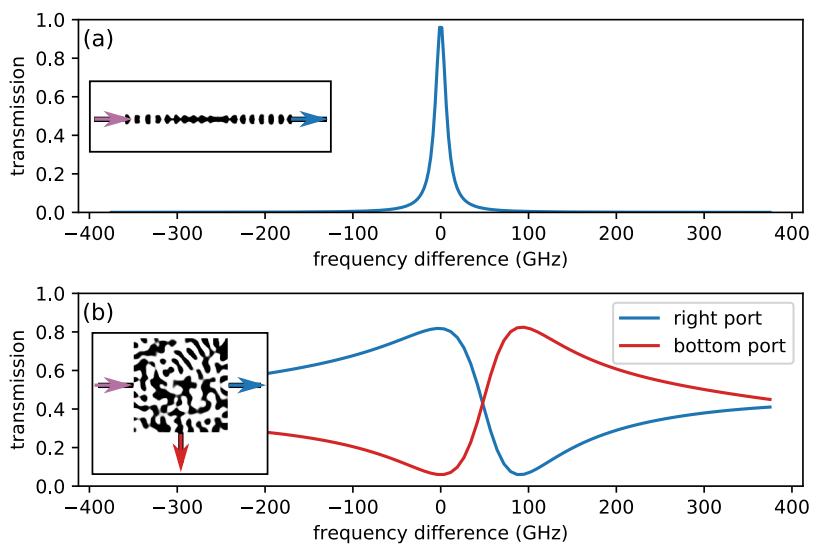 (a)
transmission
1.0
0.8
0.6
0.4
0.2
0.0
−400 −300 −200 −100 0 100 200 300 400
frequency difference (GHz)
(b)
right port
bottom port
transmission
1.0
0.8
0.6
0.4
0.2
0.0
−400 −300 −200 −100 0 100 200 300 400
frequency difference (GHz)